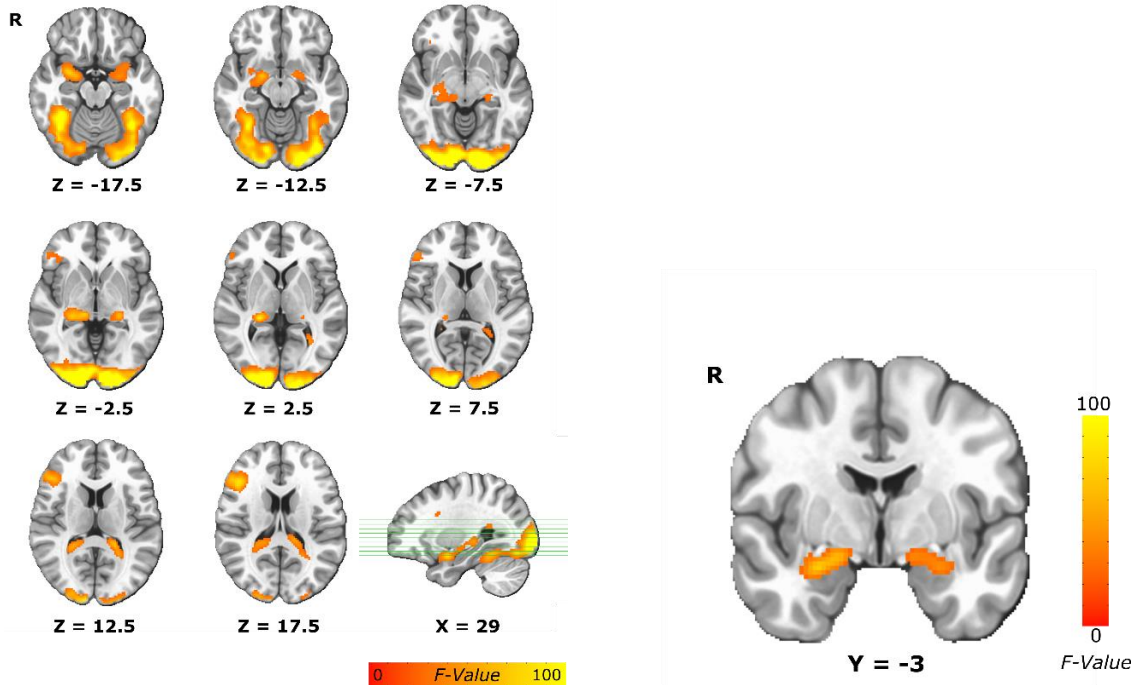 R
Z = -17.5
Z = -12.5
Z = -7.5
Z = -2.5
Z = 2.5
Z = 7.5
Z = 12.5
Z = 17.5
X = 29
0 F-Value 100
R
100
0
F-Value
Y = -3